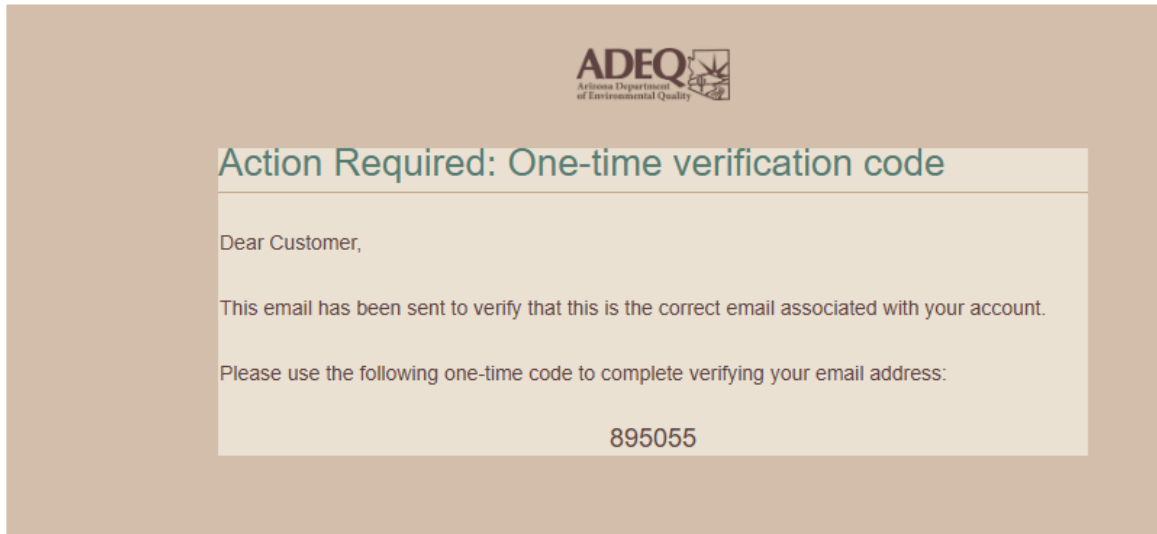 ADEQ
Arizona Department
of Environmental Quality
Action Required: One-time verification code
Dear Customer,
This email has been sent to verify that this is the correct email associated with your account.
Please use the following one-time code to complete verifying your email address:
895055